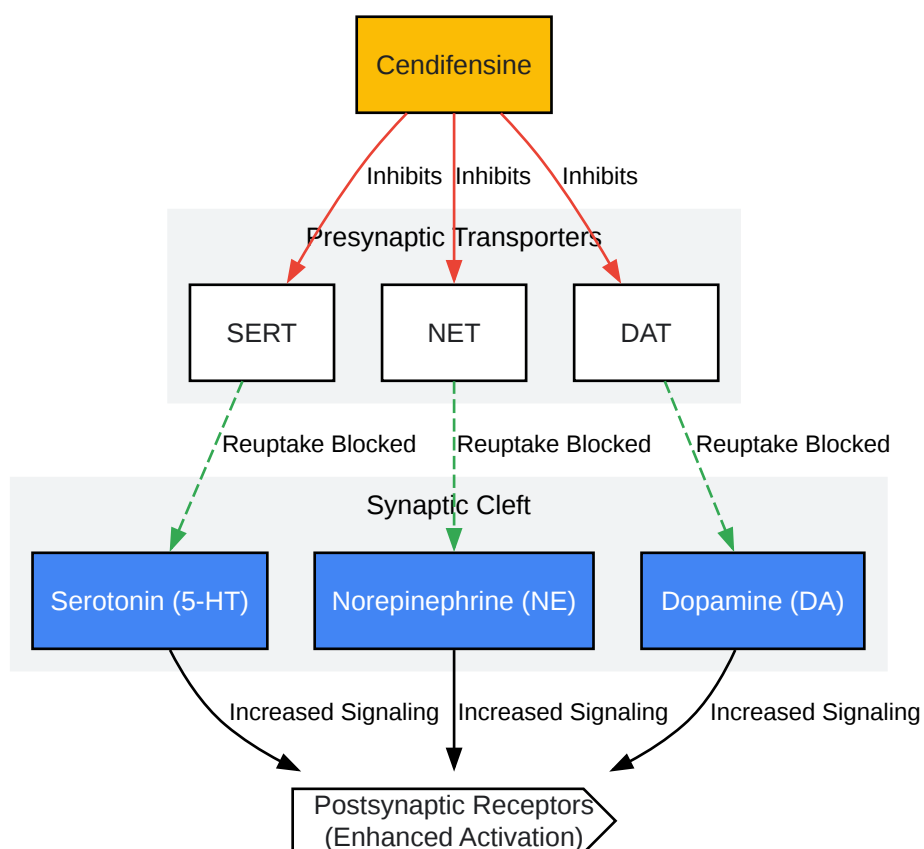 Cendifensine
Inhibits
Inhibits
Inhibits
Presynaptic Transporters
SERT
NET
DAT
Reuptake Blocked
Reuptake Blocked
Reuptake Blocked
Synaptic Cleft
Serotonin (5-HT)
Norepinephrine (NE)
Dopamine (DA)
Increased Signaling
Increased Signaling
Increased Signaling
Postsynaptic Receptors
(Enhanced Activation)